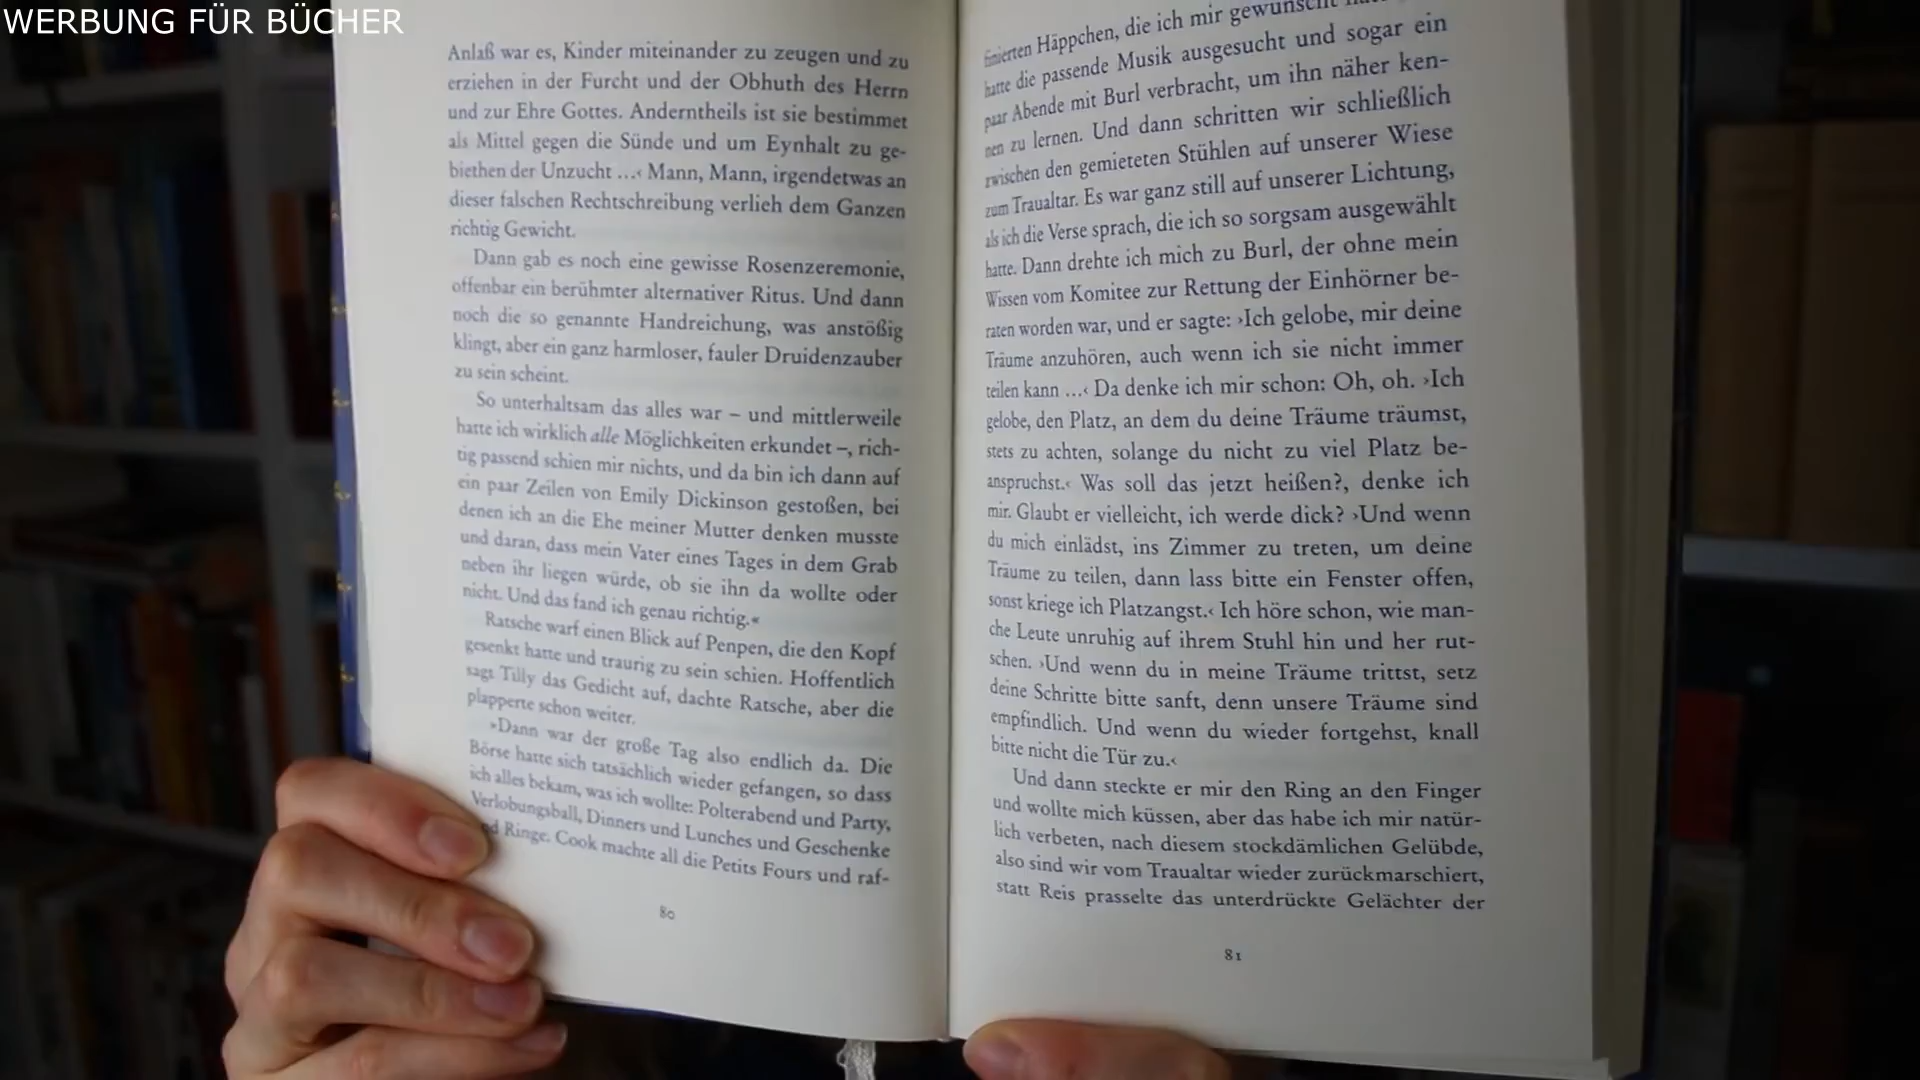 WERBUNG FÜR BÜCHER
Anlaß war es, Kinder miteinander zu zeugen und zu
erziehen in der Furcht und der Obhuth des Herrn
und zur Ehre Gottes. Anderntheils ist sie bestimmet
als Mittel gegen die Sünde und um Eynhalt zu ge-
biethen der Unzucht ...‹ Mann, Mann, irgendetwas an
dieser falschen Rechtschreibung verlieh dem Ganzen
richtig Gewicht.
Dann gab es noch eine gewisse Rosenzeremonie,
offenbar ein berühmter alternativer Ritus. Und dann
noch die so genannte Handreichung, was anstößig
klingt, aber ein ganz harmloser, fauler Druidenzauber
zu sein scheint.
So unterhaltsam das alles war – und mittlerweile
hatte ich wirklich alle Möglichkeiten erkundet –, rich-
tig passend schien mir nichts, und da bin ich dann auf
ein paar Zeilen von Emily Dickinson gestoßen, bei
denen ich an die Ehe meiner Mutter denken musste
und daran, dass mein Vater eines Tages in dem Grab
neben ihr liegen würde, ob sie ihn da wollte oder
nicht. Und das fand ich genau richtig.«
Ratsche warf einen Blick auf Penpen, die den Kopf
gesenkt hatte und traurig zu sein schien. Hoffentlich
sagt Tilly das Gedicht auf, dachte Ratsche, aber die
plapperte schon weiter.
»Dann war der große Tag also endlich da. Die
Börse hatte sich tatsächlich wieder gefangen, so dass
ich alles bekam, was ich wollte: Polterabend und Party,
Verlobungsball, Dinners und Lunches und Geschenke
und Ringe. Cook machte all die Petits Fours und raf-
80
finierten Häppchen, die ich mir gewünscht
hatte die passende Musik ausgesucht und sogar ein
paar Abende mit Burl verbracht, um ihn näher ken-
nen zu lernen. Und dann schritten wir schließlich
zwischen den gemieteten Stühlen auf unserer Wiese
zum Traualtar. Es war ganz still auf unserer Lichtung,
als ich die Verse sprach, die ich so sorgsam ausgewählt
hatte. Dann drehte ich mich zu Burl, der ohne mein
Wissen vom Komitee zur Rettung der Einhörner be-
raten worden war, und er sagte: ›Ich gelobe, mir deine
Träume anzuhören, auch wenn ich sie nicht immer
teilen kann ...‹ Da denke ich mir schon: Oh, oh. ›Ich
gelobe, den Platz, an dem du deine Träume träumst,
stets zu achten, solange du nicht zu viel Platz be-
anspruchst.‹ Was soll das jetzt heißen?, denke ich
mir. Glaubt er vielleicht, ich werde dick? ›Und wenn
du mich einlädst, ins Zimmer zu treten, um deine
Träume zu teilen, dann lass bitte ein Fenster offen,
sonst kriege ich Platzangst.‹ Ich höre schon, wie man-
che Leute unruhig auf ihrem Stuhl hin und her rut-
schen. ›Und wenn du in meine Träume trittst, setz
deine Schritte bitte sanft, denn unsere Träume sind
empfindlich. Und wenn du wieder fortgehst, knall
bitte nicht die Tür zu.‹
Und dann steckte er mir den Ring an den Finger
und wollte mich küssen, aber das habe ich mir natür-
lich verbeten, nach diesem stockdämlichen Gelübde,
also sind wir vom Traualtar wieder zurückmarschiert,
statt Reis prasselte das unterdrückte Gelächter der
81